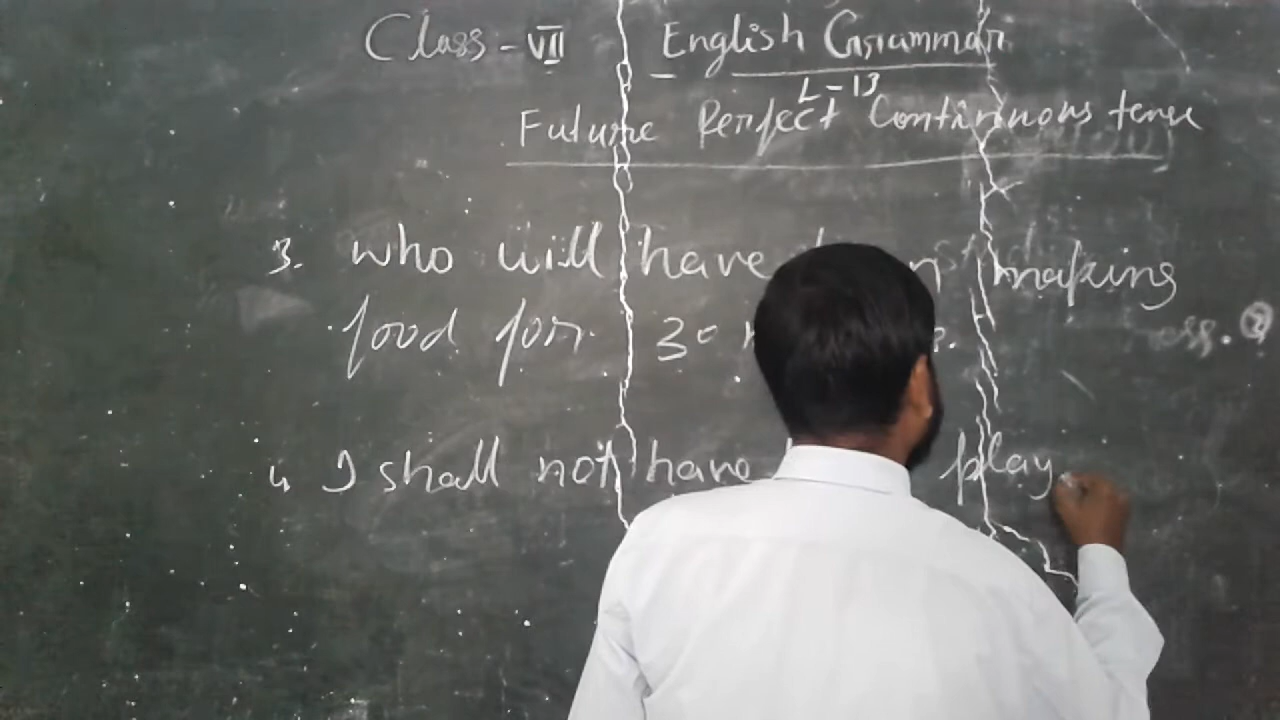 Class - VII English Grammar
L-13
Future Perfect Continuous tense
3. who will have making
food for 30
4. I shall not have play